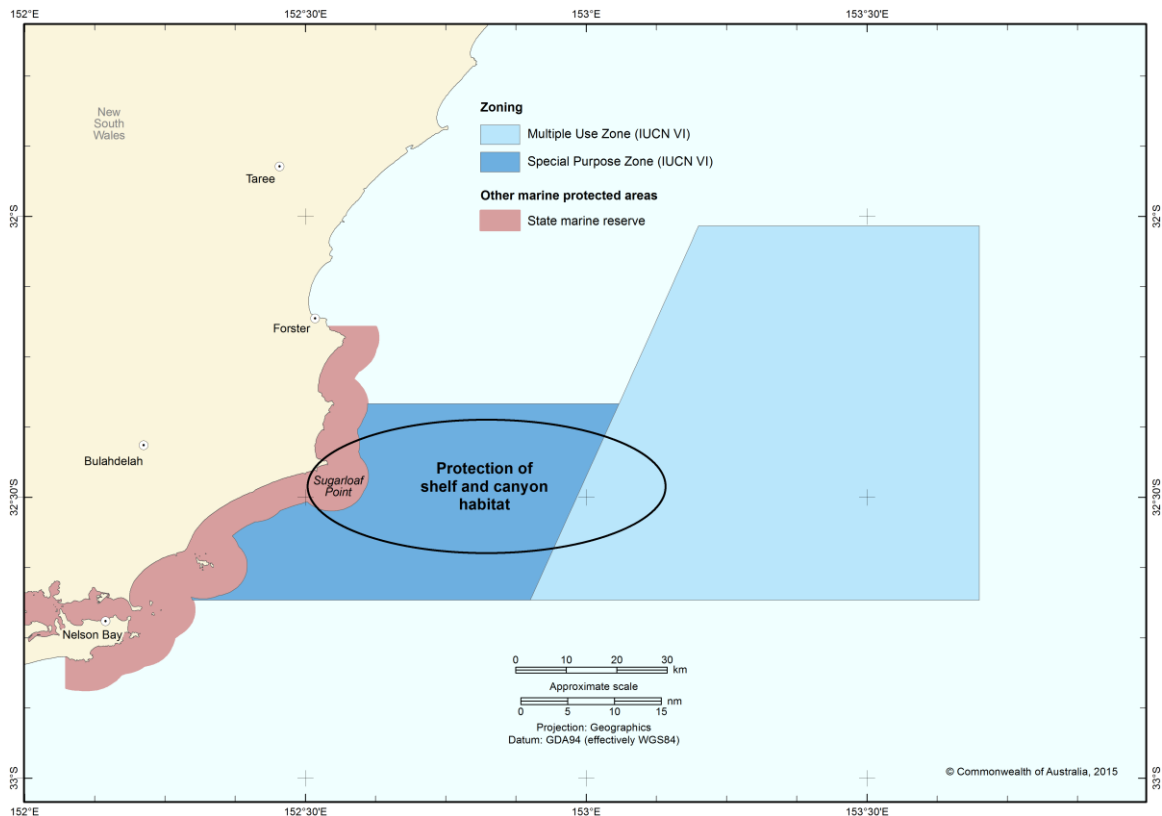 152°E
152°30'E
153°E
153°30'E
New
South
Wales
Zoning
Multiple Use Zone (IUCN VI)
Special Purpose Zone (IUCN VI)
Other marine protected areas
State marine reserve
Taree
32°S
32°S
Forster
Bulahdelah
Protection of
shelf and canyon
habitat
Sugarloaf
Point
32°30'S
32°30'S
Nelson Bay
0 10 20 30
km
Approximate scale
nm
0 5 10 15
Projection: Geographics
Datum: GDA94 (effectively WGS84)
© Commonwealth of Australia, 2015
33°S
33°S
152°E
152°30'E
153°E
153°30'E